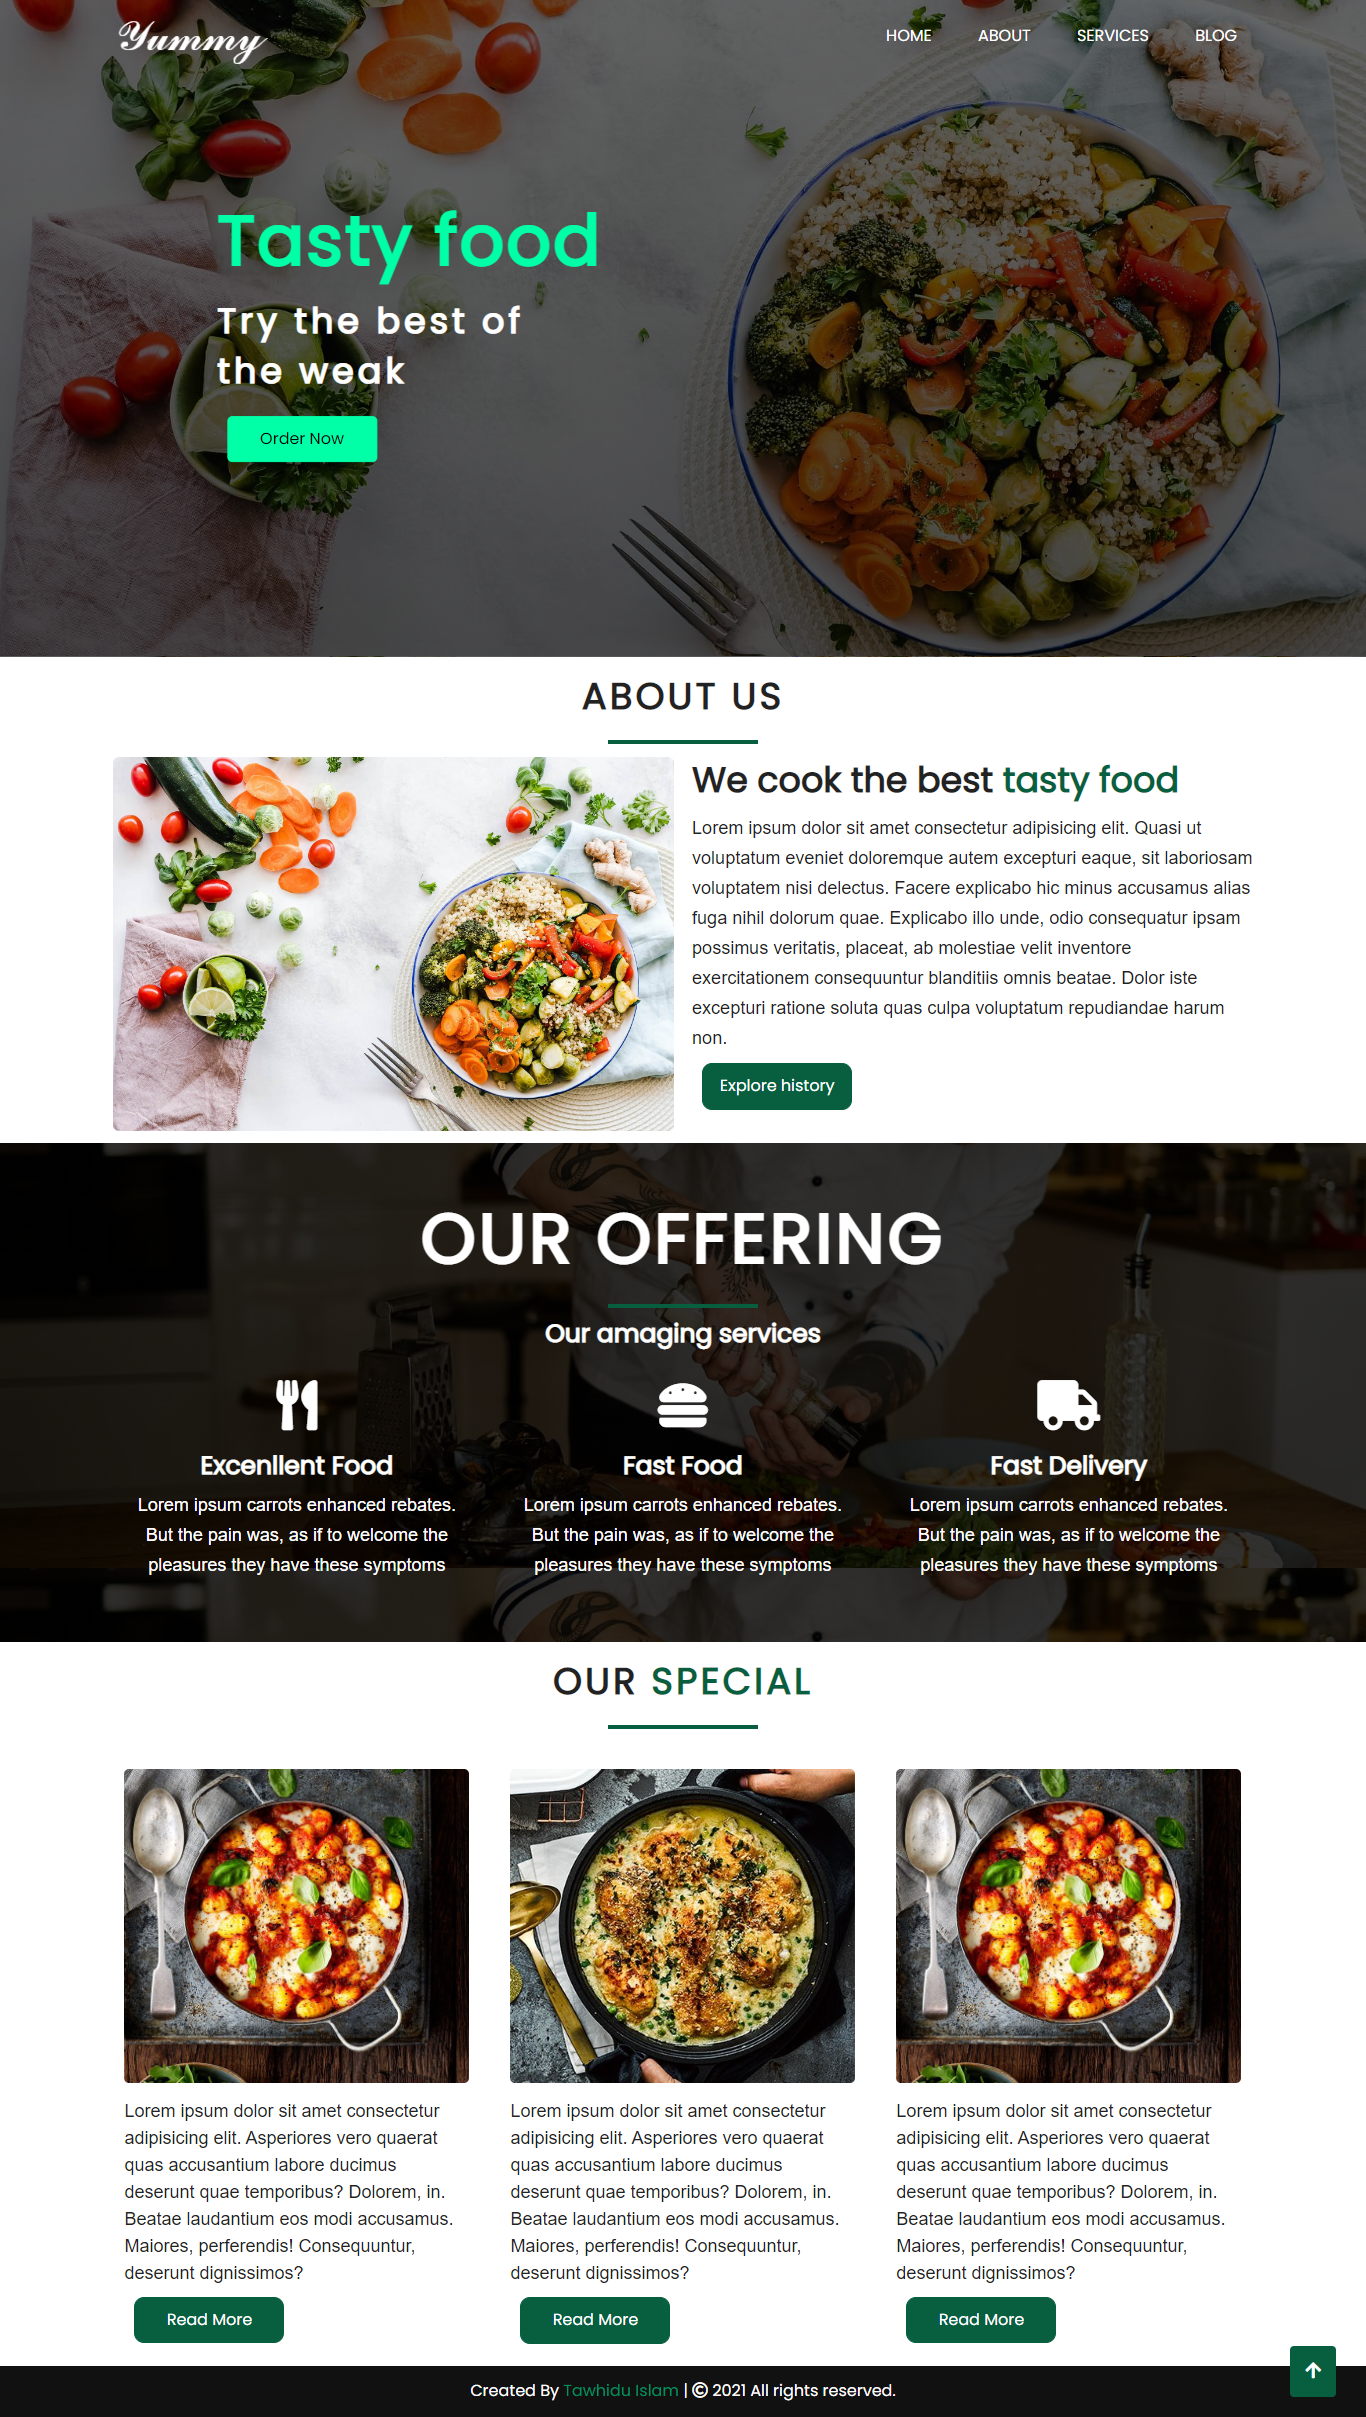 Yummy
HOME ABOUT SERVICES BLOG
Tasty food
Try the best of
the weak
Order Now
ABOUT US
We cook the best tasty food
Lorem ipsum dolor sit amet consectetur adipisicing elit. Quasi ut
voluptatum eveniet doloremque autem excepturi eaque, sit laboriosam
voluptatem nisi delectus. Facere explicabo hic minus accusamus alias
fuga nihil dolorum quae. Explicabo illo unde, odio consequatur ipsam
possimus veritatis, placeat, ab molestiae velit inventore
exercitationem consequuntur blanditiis omnis beatae. Dolor iste
excepturi ratione soluta quas culpa voluptatum repudiandae harum
non.
Explore history
OUR OFFERING
Our amaging services
Excenllent Food
Lorem ipsum carrots enhanced rebates.
But the pain was, as if to welcome the
pleasures they have these symptoms
Fast Food
Lorem ipsum carrots enhanced rebates.
But the pain was, as if to welcome the
pleasures they have these symptoms
Fast Delivery
Lorem ipsum carrots enhanced rebates.
But the pain was, as if to welcome the
pleasures they have these symptoms
OUR SPECIAL
Lorem ipsum dolor sit amet consectetur
adipisicing elit. Asperiores vero quaerat
quas accusantium labore ducimus
deserunt quae temporibus? Dolorem, in.
Beatae laudantium eos modi accusamus.
Maiores, perferendis! Consequuntur,
deserunt dignissimos?
Read More
Lorem ipsum dolor sit amet consectetur
adipisicing elit. Asperiores vero quaerat
quas accusantium labore ducimus
deserunt quae temporibus? Dolorem, in.
Beatae laudantium eos modi accusamus.
Maiores, perferendis! Consequuntur,
deserunt dignissimos?
Read More
Lorem ipsum dolor sit amet consectetur
adipisicing elit. Asperiores vero quaerat
quas accusantium labore ducimus
deserunt quae temporibus? Dolorem, in.
Beatae laudantium eos modi accusamus.
Maiores, perferendis! Consequuntur,
deserunt dignissimos?
Read More
Created By Tawhidu Islam | © 2021 All rights reserved.